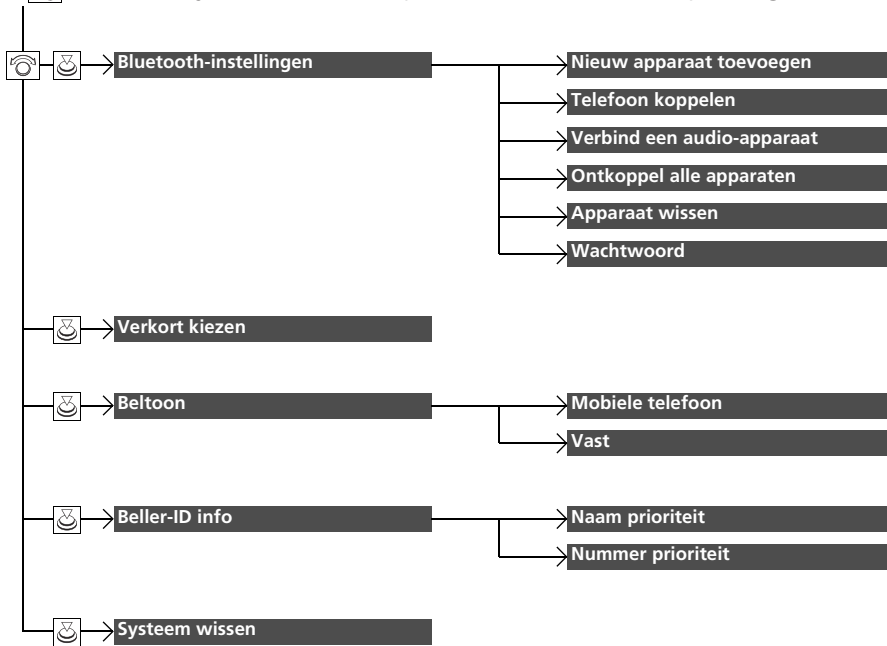 Bluetooth-instellingen
Nieuw apparaat toevoegen
Telefoon koppelen
Verbind een audio-apparaat
Ontkoppel alle apparaten
Apparaat wissen
Wachtwoord
Verkort kiezen
Beltoon
Mobiele telefoon
Vast
Beller-ID info
Naam prioriteit
Nummer prioriteit
Systeem wissen